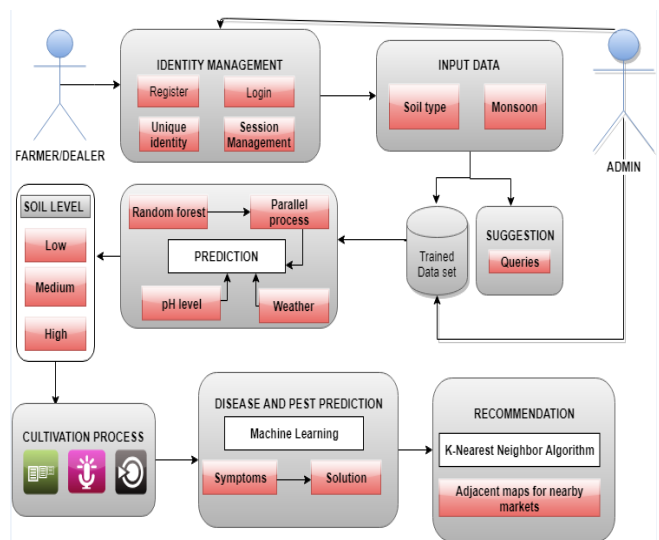 FARMER/DEALER
IDENTITY MANAGEMENT
Register
Login
Unique
identity
Session
Management
INPUT DATA
Soil type
Monsoon
ADMIN
SOIL LEVEL
Low
Medium
High
Random forest
Parallel
process
PREDICTION
pH level
Weather
Trained
Data set
SUGGESTION
Queries
CULTIVATION PROCESS
DISEASE AND PEST PREDICTION
Machine Learning
Symptoms
Solution
RECOMMENDATION
K-Nearest Neighbor Algorithm
Adjacent maps for nearby
markets